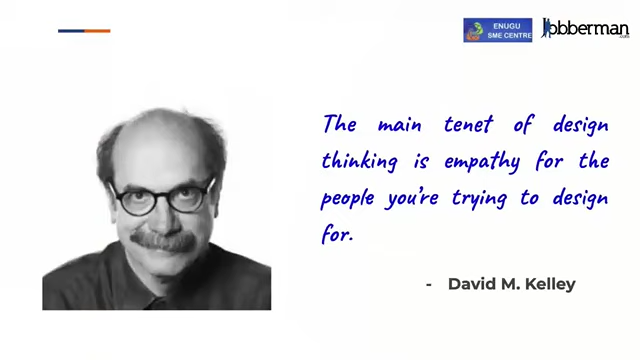 ENUGU
SME CENTRE
Jobberman
.com
The main tenet of design
thinking is empathy for the
people you're trying to design
for.
- David M. Kelley